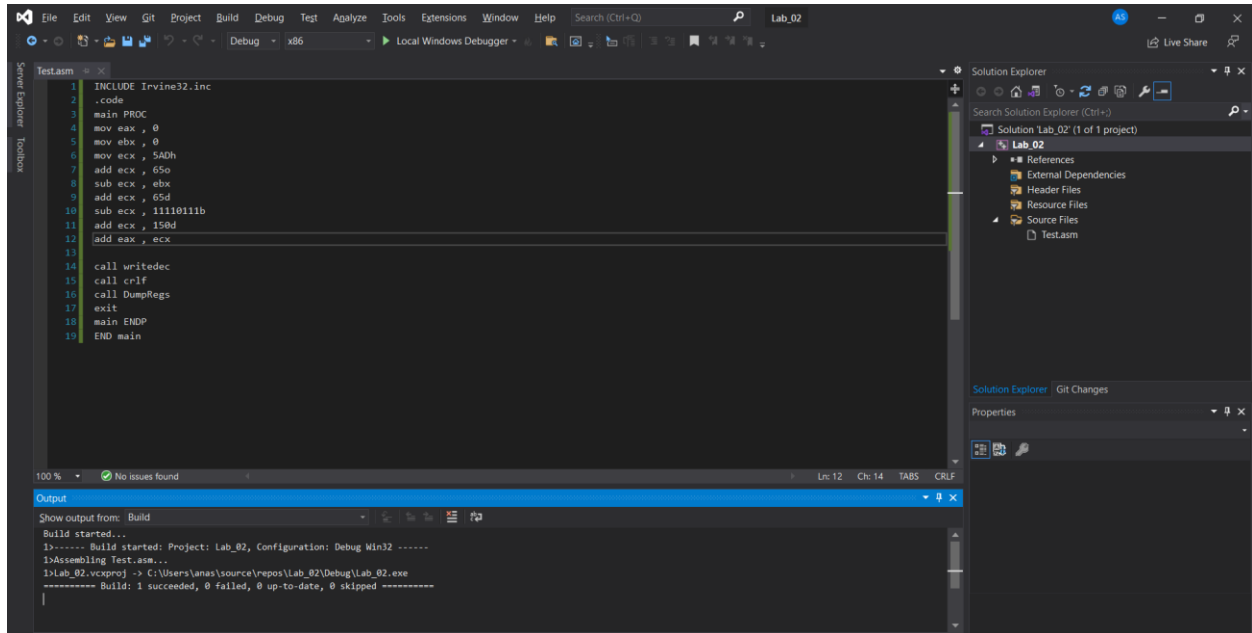 File Edit View Git Project Build Debug Test Analyze Tools Extensions Window Help Search (Ctrl+Q) Lab_02 AS
Debug x86 Local Windows Debugger Live Share
Server Explorer
Toolbox
Test.asm
1 INCLUDE Irvine32.inc
2 .code
3 main PROC
4 mov eax , 0
5 mov ebx , 0
6 mov ecx , 5ADh
7 add ecx , 65o
8 sub ecx , ebx
9 add ecx , 65d
10 sub ecx , 11110111b
11 add ecx , 150d
12 add eax , ecx
13
14 call writedec
15 call crlf
16 call DumpRegs
17 exit
18 main ENDP
19 END main
100 % No issues found Ln: 12 Ch: 14 TABS CRLF
Output
Show output from: Build
Build started...
1>------ Build started: Project: Lab_02, Configuration: Debug Win32 ------
1>Assembling Test.asm...
1>Lab_02.vcxproj -> C:\Users\anas\source\repos\Lab_02\Debug\Lab_02.exe
========== Build: 1 succeeded, 0 failed, 0 up-to-date, 0 skipped ==========
Solution Explorer
Search Solution Explorer (Ctrl+;)
Solution 'Lab_02' (1 of 1 project)
Lab_02
References
External Dependencies
Header Files
Resource Files
Source Files
Test.asm
Solution Explorer Git Changes
Properties